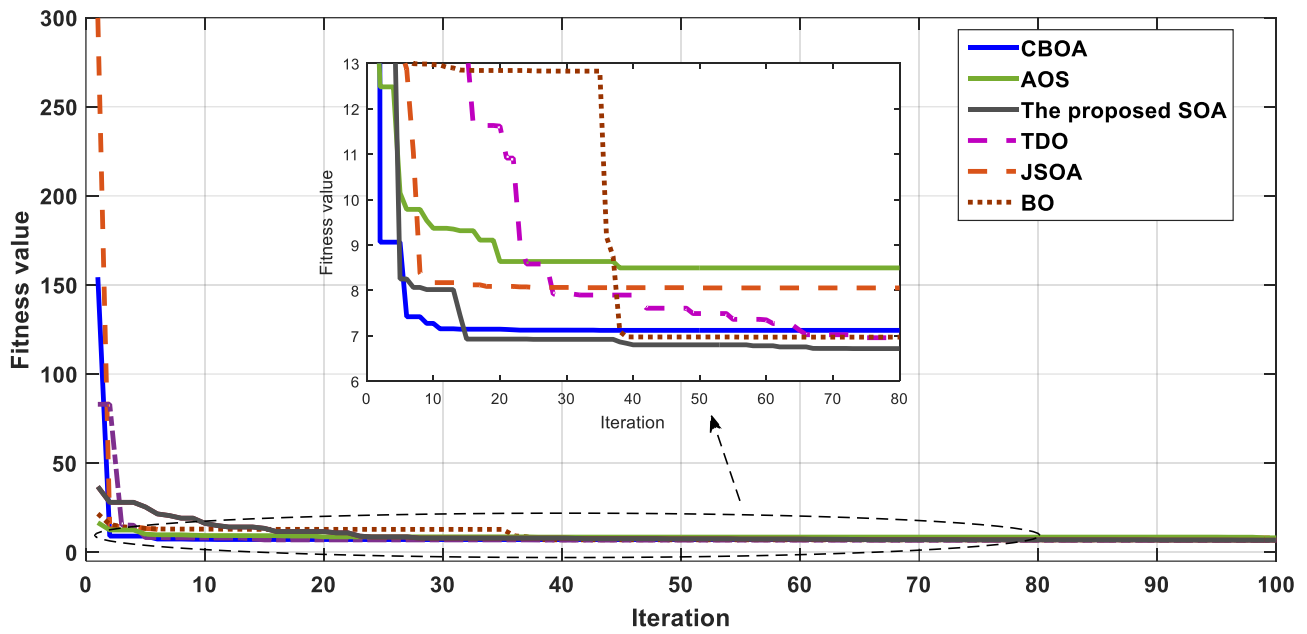 300
250
200
150
100
50
0
Fitness value
0 10 20 30 40 50 60 70 80 90 100
Iteration
13
12
11
10
9
8
7
6
Fitness value
0 10 20 30 40 50 60 70 80
Iteration
CBOA
AOS
The proposed SOA
TDO
JSOA
BO